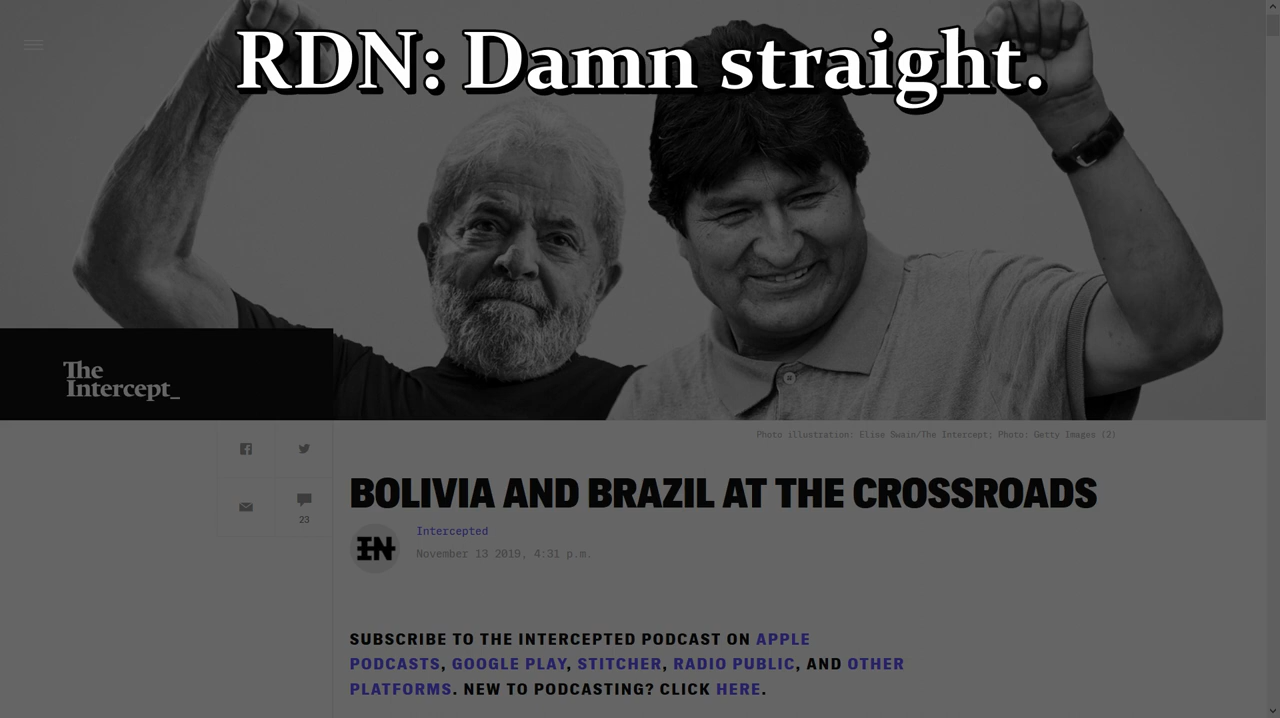 RDN: Damn straight.
The
Intercept_
Photo illustration: Elise Swain/The Intercept; Photo: Getty Images (2)
BOLIVIA AND BRAZIL AT THE CROSSROADS
IN
Intercepted
November 13 2019, 4:31 p.m.
23
SUBSCRIBE TO THE INTERCEPTED PODCAST ON APPLE
PODCASTS, GOOGLE PLAY, STITCHER, RADIO PUBLIC, AND OTHER
PLATFORMS. NEW TO PODCASTING? CLICK HERE.